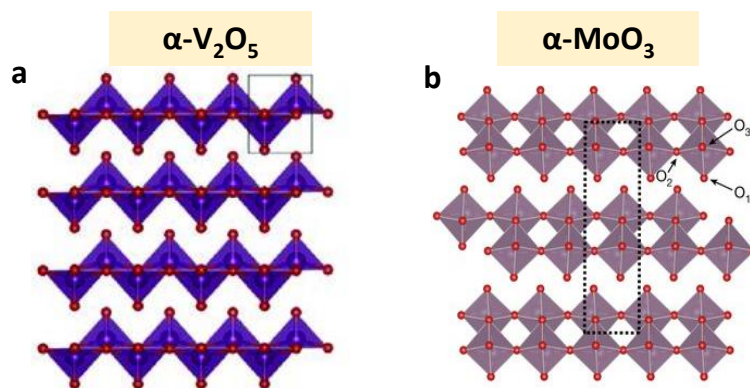 α-V₂O₅
α-MoO₃
a
b
O₃
O₂
O₁